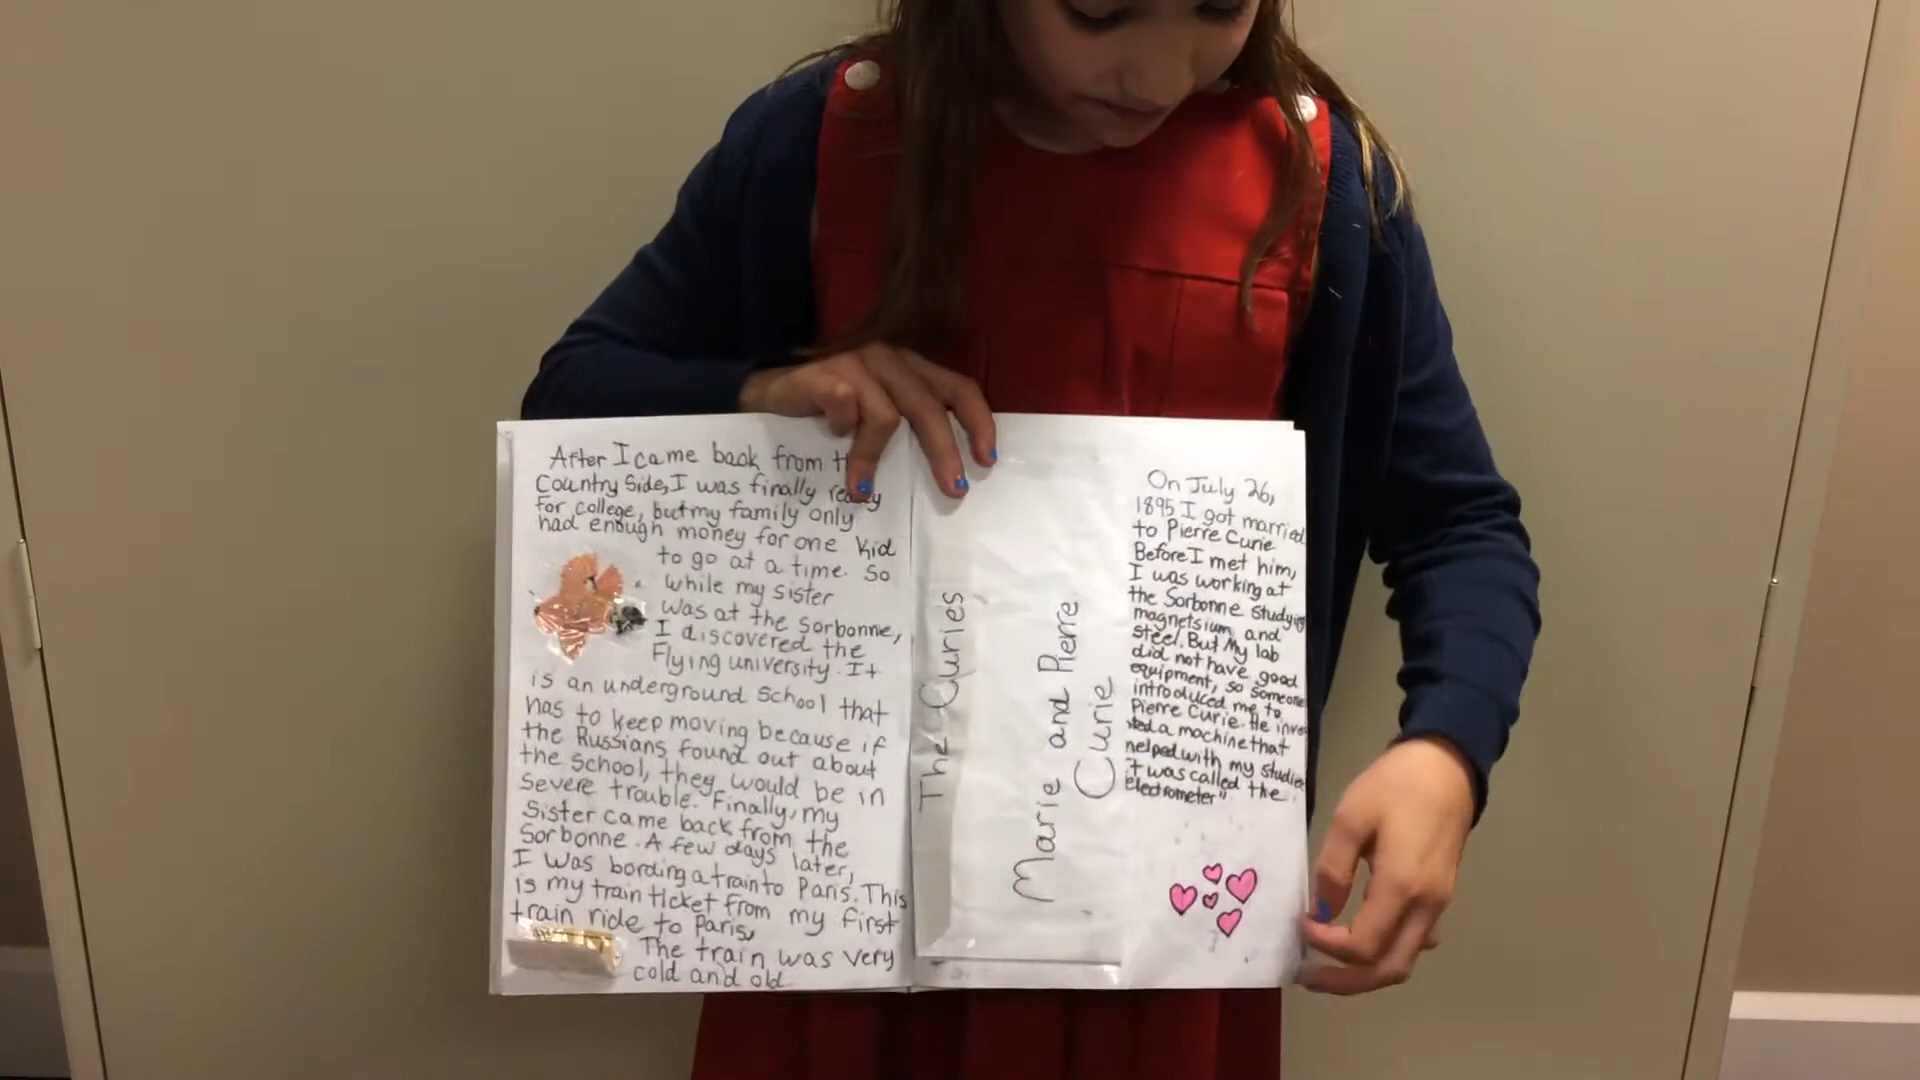 After I came back from th
Country Side, I was finally ready
For college, but my family only
had enough money for one kid
to go at a time. So
while my sister
was at the Sorbonne,
I discovered the
Flying university. It
is an underground school that
has to keep moving because if
the Russians found out about
the school, they would be in
severe trouble. Finally, my
Sister came back from the
Sorbonne. A few days later,
I was bording a train to Paris. This
is my train ticket from my first
train ride to Paris,
The train was very
cold and old.
The Curies
Marie and Pierre
Curie
On July 26,
1895 I got married
to Pierre Curie
Before I met him,
I was working at
the Sorbonne studying
magnetsium and
steel. But My lab
did not have good
equipment, so someone
introduced me to
Pierre Curie. He inven
ted a machine that
helped with my studies
It was called the
electrometer"